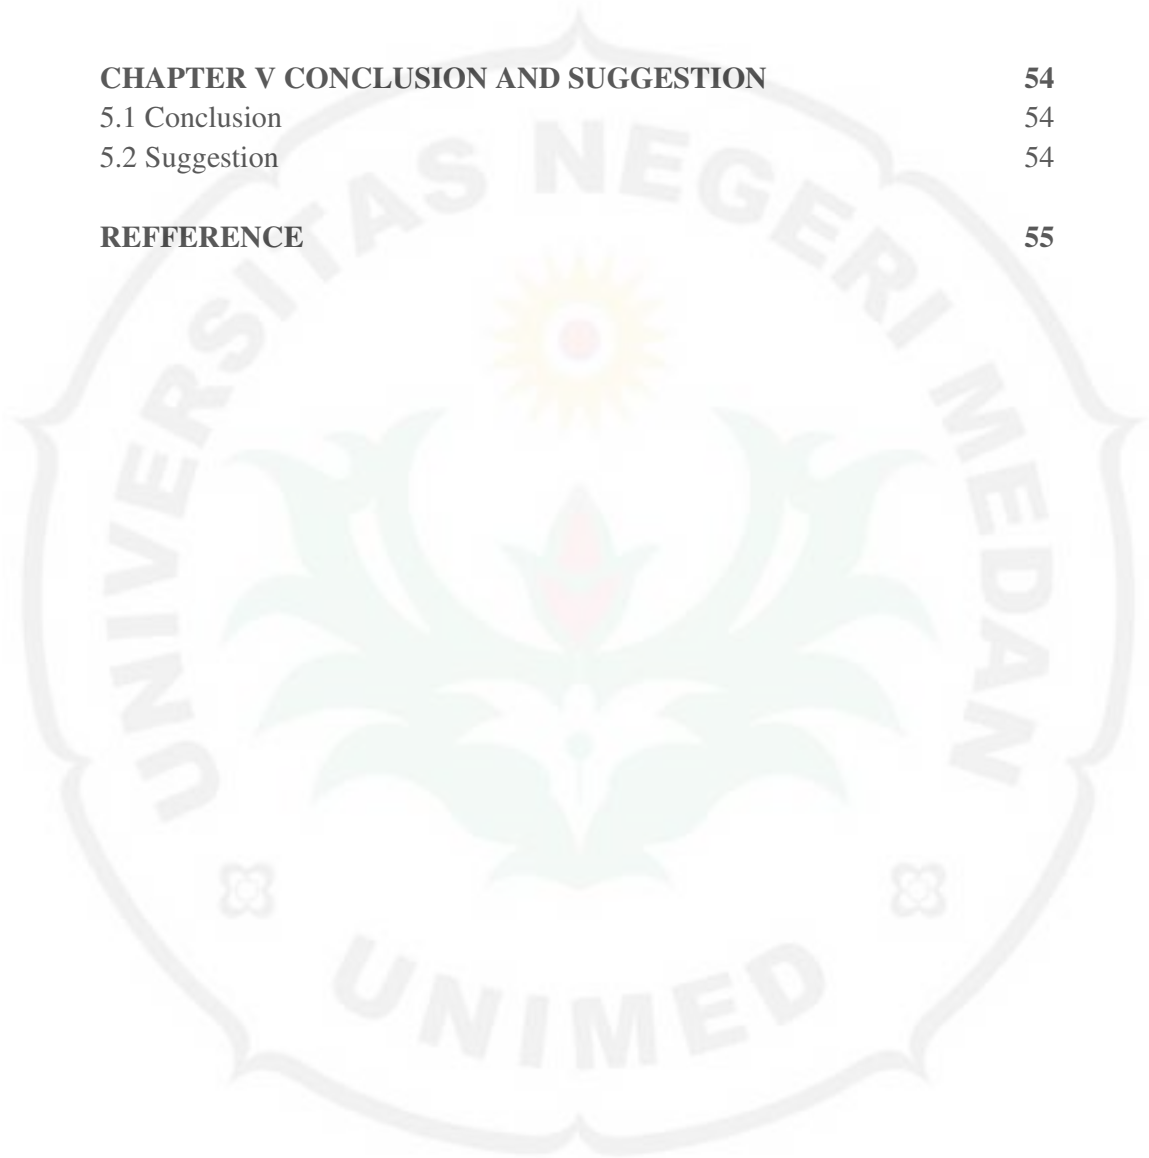 CHAPTER V CONCLUSION AND SUGGESTION 54
5.1 Conclusion 54
5.2 Suggestion 54
REFFERENCE 55
UNIVERSITAS NEGERI MEDAN
UNIMED